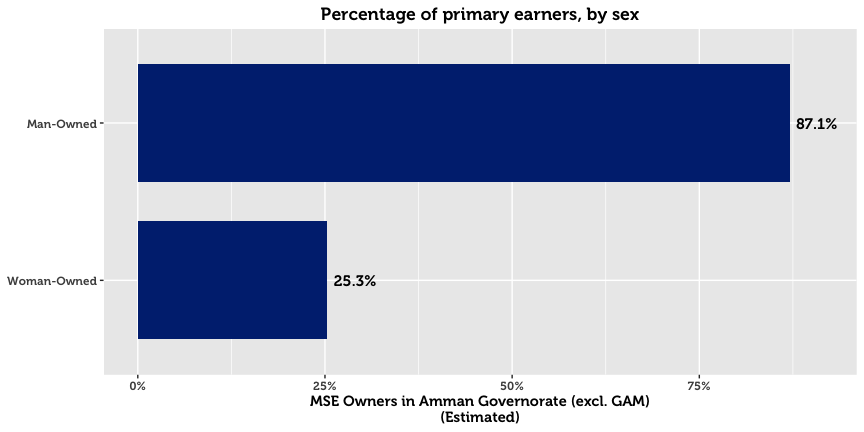 Percentage of primary earners, by sex
Man-Owned
87.1%
Woman-Owned
25.3%
0%
25%
50%
75%
MSE Owners in Amman Governorate (excl. GAM)
(Estimated)